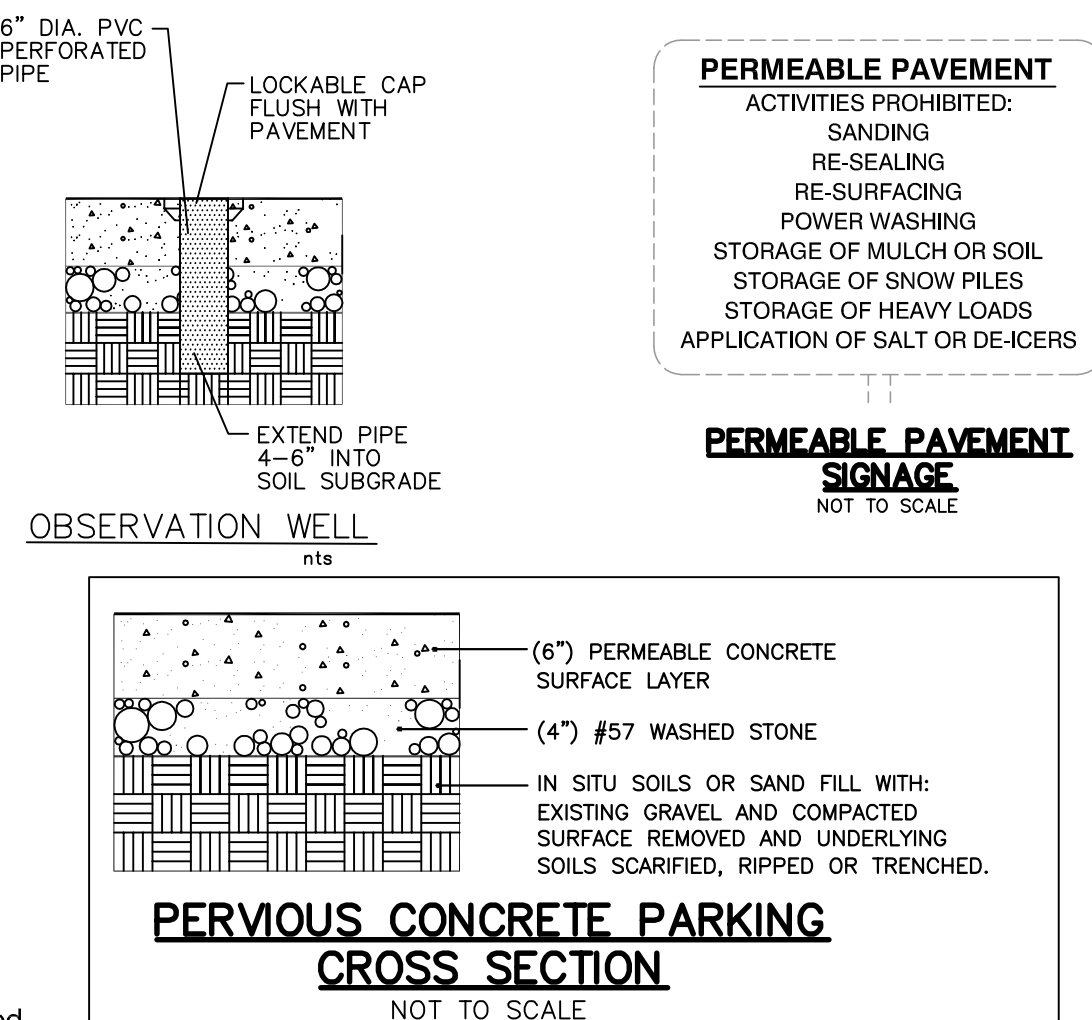 6" DIA. PVC
PERFORATED
PIPE
LOCKABLE CAP
FLUSH WITH
PAVEMENT
EXTEND PIPE
4–6" INTO
SOIL SUBGRADE
OBSERVATION WELL
nts
PERMEABLE PAVEMENT
ACTIVITIES PROHIBITED:
SANDING
RE-SEALING
RE-SURFACING
POWER WASHING
STORAGE OF MULCH OR SOIL
STORAGE OF SNOW PILES
STORAGE OF HEAVY LOADS
APPLICATION OF SALT OR DE-ICERS
PERMEABLE PAVEMENT
SIGNAGE
NOT TO SCALE
(6") PERMEABLE CONCRETE
SURFACE LAYER
(4") #57 WASHED STONE
IN SITU SOILS OR SAND FILL WITH:
EXISTING GRAVEL AND COMPACTED
SURFACE REMOVED AND UNDERLYING
SOILS SCARIFIED, RIPPED OR TRENCHED.
PERVIOUS CONCRETE PARKING
CROSS SECTION
NOT TO SCALE